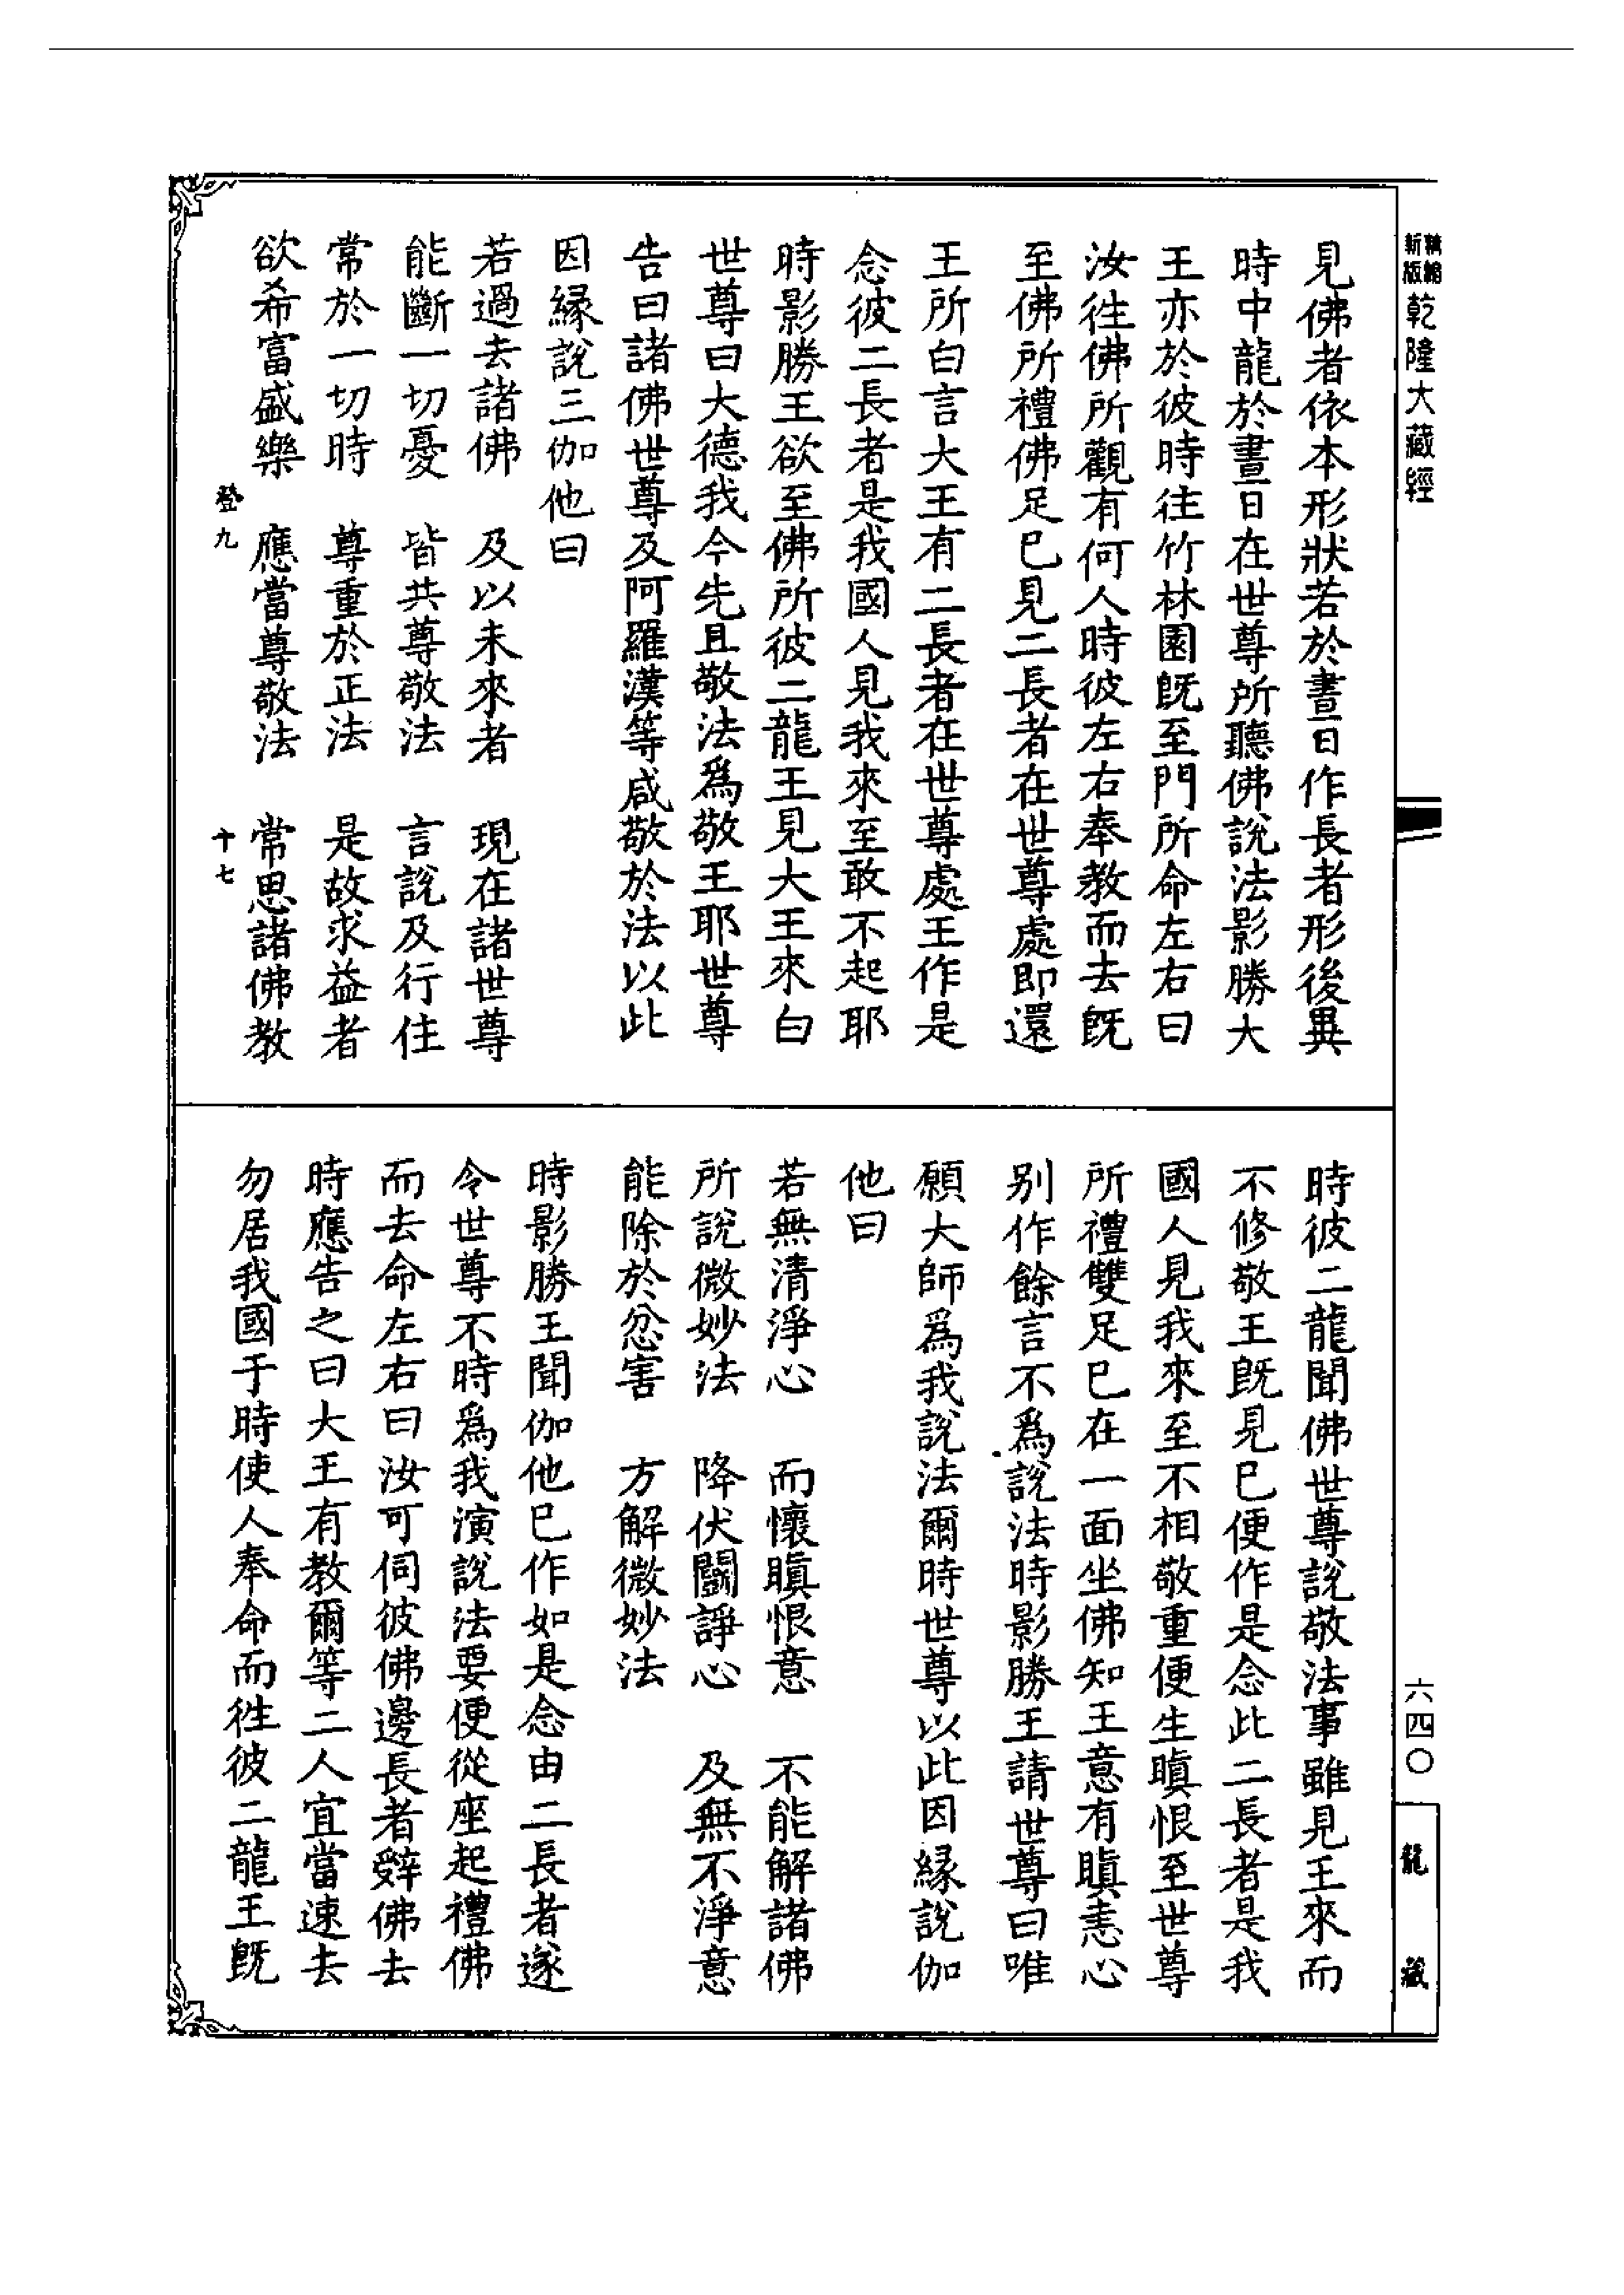 精縮新版乾隆大藏經
見佛者依本形狀若於晝日作長者形後異
時中龍於晝日在世尊所聽佛說法影勝大
王亦於彼時往竹林園既至門所命左右曰
汝徃佛所觀有何人時彼左右奉教而去既
至佛所禮佛足已見二長者在世尊處即還
王所白言大王有二長者在世尊處王作是
念彼二長者是我國人見我來至敢不起耶
時影勝王欲至佛所彼二龍王見大王來白
世尊曰大德我今先且敬法爲敬王耶世尊
告曰諸佛世尊及阿羅漢等咸敬於法以此
因緣說三伽他曰
若過去諸佛　及以未來者　現在諸世尊
能斷一切憂　皆共尊敬法　言說及行住
常於一切時　尊重於正法　是故求益者
欲希富盛樂　應當尊敬法　常思諸佛教
登九　十七
時彼二龍聞佛世尊說敬法事雖見王來而
不修敬王既見已便作是念此二長者是我
國人見我來至不相敬重便生瞋恨至世尊
所禮雙足已在一面坐佛知王意有瞋恚心
別作餘言不爲說法時影勝王請世尊曰唯
願大師爲我說法爾時世尊以此因緣說伽
他曰
若無清淨心　而懷瞋恨意　不能解諸佛
所說微妙法　降伏鬬諍心　及無不淨意
能除於忿害　方解微妙法
時影勝王聞伽他已作如是念由二長者遂
令世尊不時爲我演說法要便從座起禮佛
而去命左右曰汝可伺彼佛邊長者辤佛去
時應告之曰大王有教爾等二人宜當速去
勿居我國于時使人奉命而徃彼二龍王既
六四〇
龍藏